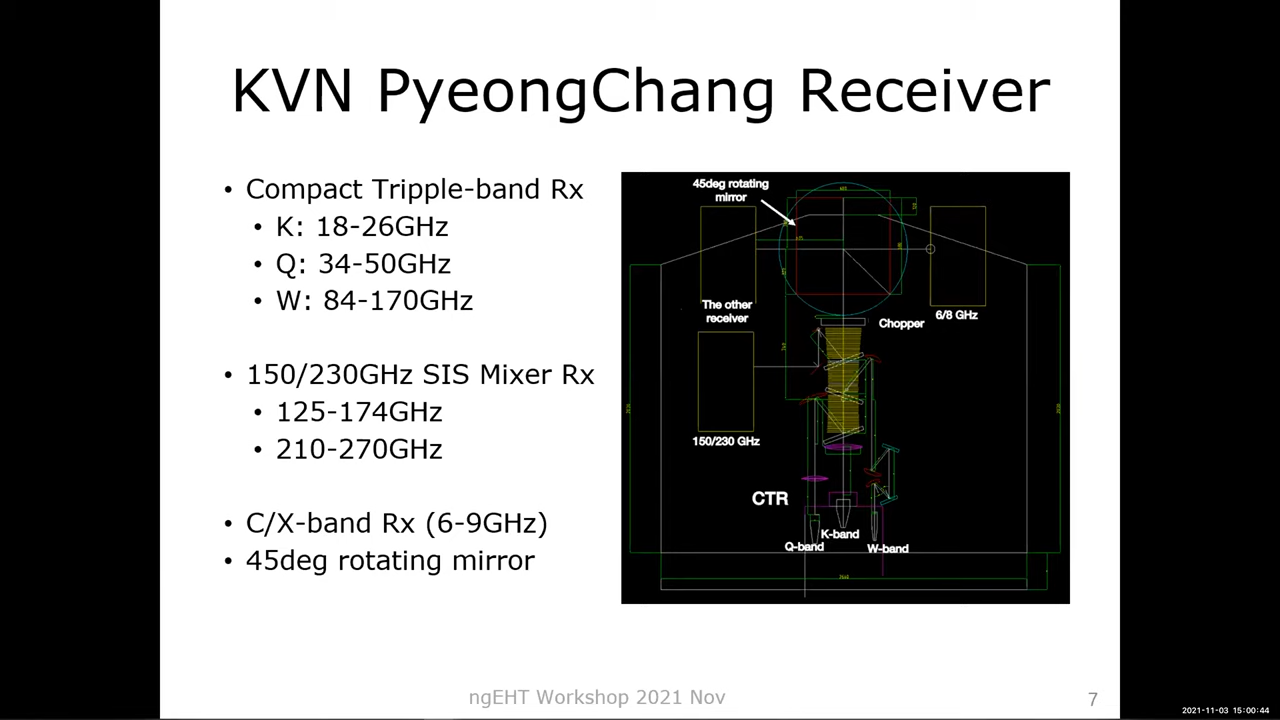 KVN PyeongChang Receiver
• Compact Tripple-band Rx
• K: 18-26GHz
• Q: 34-50GHz
• W: 84-170GHz
• 150/230GHz SIS Mixer Rx
• 125-174GHz
• 210-270GHz
• C/X-band Rx (6-9GHz)
• 45deg rotating mirror
45deg rotating
mirror
The other
receiver
6/8 GHz
Chopper
150/230 GHz
CTR
K-band
Q-band
W-band
ngEHT Workshop 2021 Nov
7
2021-11-03 15:00:44